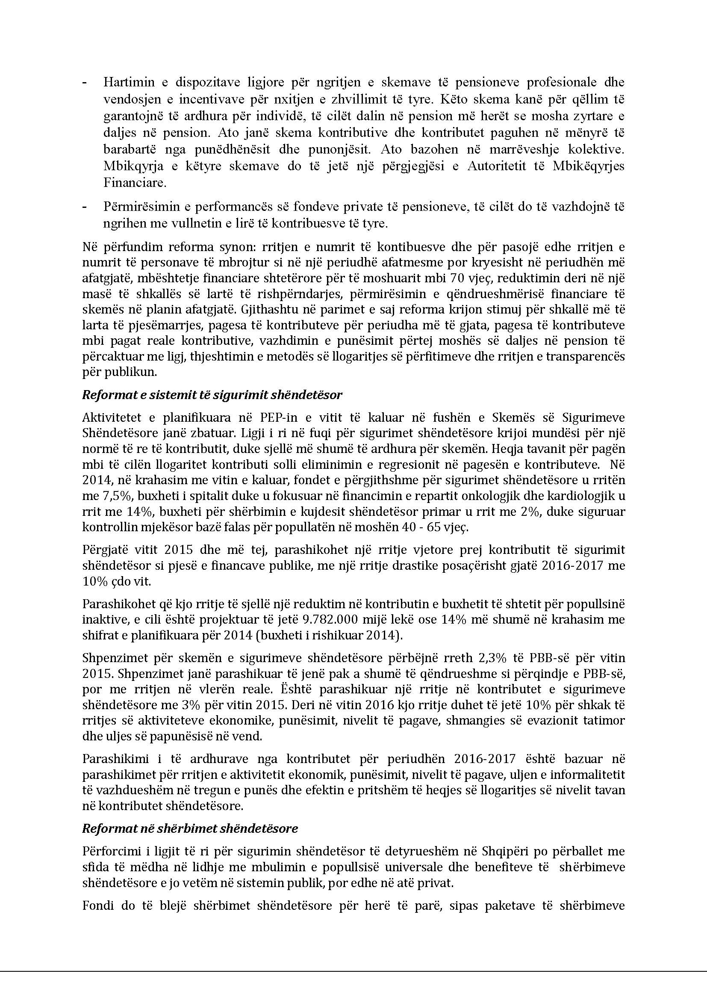 - Hartimin e dispozitave ligjore për ngritjen e skemave të pensioneve profesionale dhe
vendosjen e incentivave për nxitjen e zhvillimit të tyre. Këto skema kanë për qëllim të
garantojnë të ardhura për individë, të cilët dalin në pension më herët se mosha zyrtare e
daljes në pension. Ato janë skema kontributive dhe kontributet paguhen në mënyrë të
barabartë nga punëdhënësit dhe punonjësit. Ato bazohen në marrëveshje kolektive.
Mbikqyrja e këtyre skemave do të jetë një përgjegjësi e Autoritetit të Mbikëqyrjes
Financiare.
- Përmirësimin e performancës së fondeve private të pensioneve, të cilët do të vazhdojnë të
ngrihen me vullnetin e lirë të kontribuesve të tyre.
Në përfundim reforma synon: rritjen e numrit të kontibuesve dhe për pasojë edhe rritjen e
numrit të personave të mbrojtur si në një periudhë afatmesme por kryesisht në periudhën më
afatgjatë, mbështetje financiare shtetërore për të moshuarit mbi 70 vjeç, reduktimin deri në një
masë të shkallës së lartë të rishpërndarjes, përmirësimin e qëndrueshmërisë financiare të
skemës në planin afatgjatë. Gjithashtu në parimet e saj reforma krijon stimuj për shkallë më të
larta të pjesëmarrjes, pagesa të kontributeve për periudha më të gjata, pagesa të kontributeve
mbi pagat reale kontributive, vazhdimin e punësimit përtej moshës së daljes në pension të
përcaktuar me ligj, thjeshtimin e metodës së llogaritjes së përfitimeve dhe rritjen e transparencës
për publikun.
Reformat e sistemit të sigurimit shëndetësor
Aktivitetet e planifikuara në PEP-in e vitit të kaluar në fushën e Skemës së Sigurimeve
Shëndetësore janë zbatuar. Ligji i ri në fuqi për sigurimet shëndetësore krijoi mundësi për një
normë të re të kontributit, duke sjellë më shumë të ardhura për skemën. Heqja tavanit për pagën
mbi të cilën llogaritet kontributi solli eliminimin e regresionit në pagesën e kontributeve.  Në
2014, në krahasim me vitin e kaluar, fondet e përgjithshme për sigurimet shëndetësore u rritën
me 7,5%, buxheti i spitalit duke u fokusuar në financimin e repartit onkologjik dhe kardiologjik u
rrit me 14%, buxheti për shërbimin e kujdesit shëndetësor primar u rrit me 2%, duke siguruar
kontrollin mjekësor bazë falas për popullatën në moshën 40 - 65 vjeç.
Përgjatë vitit 2015 dhe më tej, parashikohet një rritje vjetore prej kontributit të sigurimit
shëndetësor si pjesë e financave publike, me një rritje drastike posaçërisht gjatë 2016-2017 me
10% çdo vit.
Parashikohet që kjo rritje të sjellë një reduktim në kontributin e buxhetit të shtetit për popullsinë
inaktive, e cili është projektuar të jetë 9.782.000 mijë lekë ose 14% më shumë në krahasim me
shifrat e planifikuara për 2014 (buxheti i rishikuar 2014).
Shpenzimet për skemën e sigurimeve shëndetësore përbëjnë rreth 2,3% të PBB-së për vitin
2015. Shpenzimet janë parashikuar të jenë pak a shumë të qëndrueshme si përqindje e PBB-së,
por me rritjen në vlerën reale. Është parashikuar një rritje në kontributet e sigurimeve
shëndetësore me 3% për vitin 2015. Deri në vitin 2016 kjo rritje duhet të jetë 10% për shkak të
rritjes së aktiviteteve ekonomike, punësimit, nivelit të pagave, shmangies së evazionit tatimor
dhe uljes së papunësisë në vend.
Parashikimi i të ardhurave nga kontributet për periudhën 2016-2017 është bazuar në
parashikimet për rritjen e aktivitetit ekonomik, punësimit, nivelit të pagave, uljen e informalitetit
të vazhdueshëm në tregun e punës dhe efektin e pritshëm të heqjes së llogaritjes së nivelit tavan
në kontributet shëndetësore.
Reformat në shërbimet shëndetësore
Përforcimi i ligjit të ri për sigurimin shëndetësor të detyrueshëm në Shqipëri po përballet me
sfida të mëdha në lidhje me mbulimin e popullsisë universale dhe benefiteve të  shërbimeve
shëndetësore e jo vetëm në sistemin publik, por edhe në atë privat.
Fondi do të blejë shërbimet shëndetësore për herë të parë, sipas paketave të shërbimeve